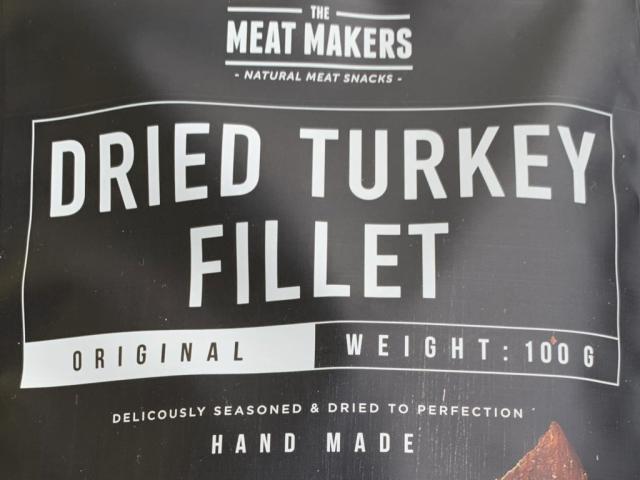 THE
MEAT MAKERS
- NATURAL MEAT SNACKS -
DRIED TURKEY
FILLET
ORIGINAL WEIGHT: 100 G
DELICOUSLY SEASONED & DRIED TO PERFECTION
HAND MADE